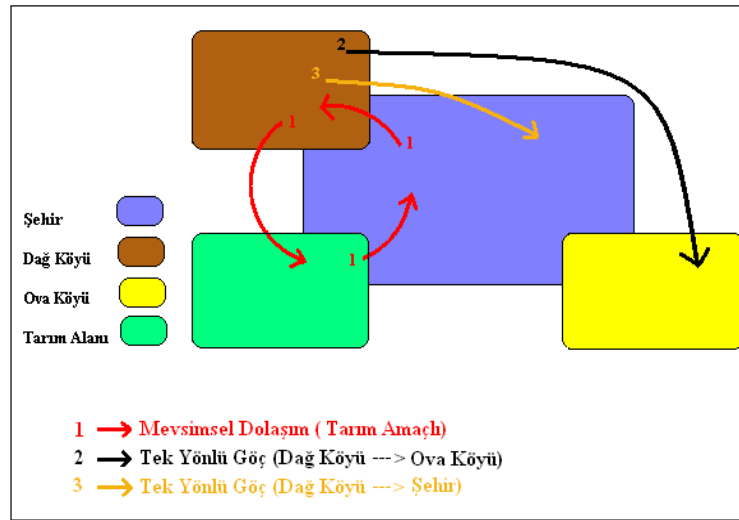 2
3
1
1
1
Şehir
Dağ Köyü
Ova Köyü
Tarım Alanı
1 Mevsimsel Dolaşım ( Tarım Amaçlı)
2 Tek Yönlü Göç (Dağ Köyü ---> Ova Köyü)
3 Tek Yönlü Göç (Dağ Köyü ---> Şehir)